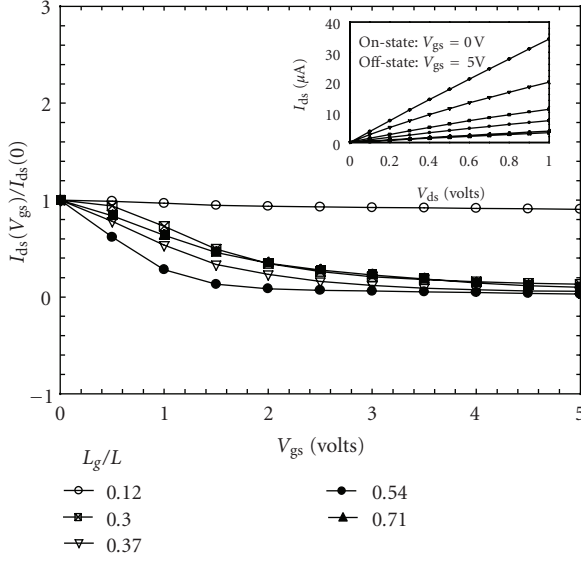 3
2
1
0
−1
I_ds(V_gs)/I_ds(0)
0 1 2 3 4 5
V_gs (volts)
40
30
20
10
0
I_ds (μA)
On-state: V_gs = 0 V
Off-state: V_gs = 5V
0 0.2 0.4 0.6 0.8 1
V_ds (volts)
L_g/L
0.12
0.3
0.37
0.54
0.71